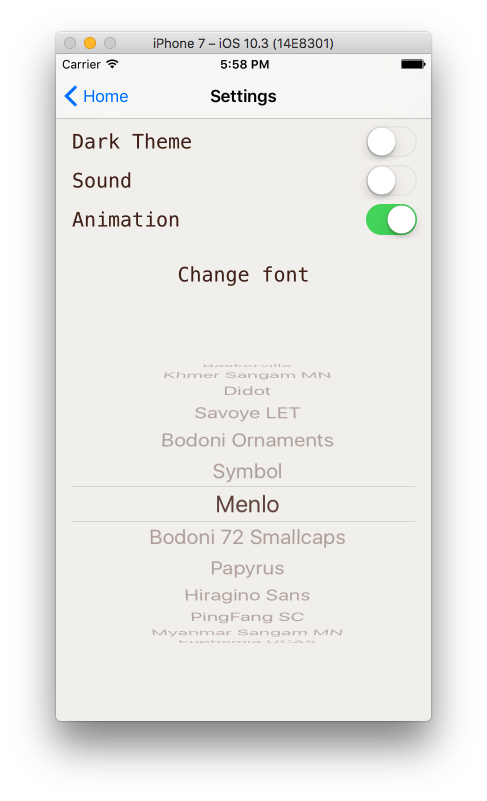 iPhone 7 – iOS 10.3 (14E8301)
Carrier 5:58 PM
Home Settings
Dark Theme
Sound
Animation
Change font
Baskerville
Khmer Sangam MN
Didot
Savoye LET
Bodoni Ornaments
Symbol
Menlo
Bodoni 72 Smallcaps
Papyrus
Hiragino Sans
PingFang SC
Myanmar Sangam MN
Euphemia UCAS